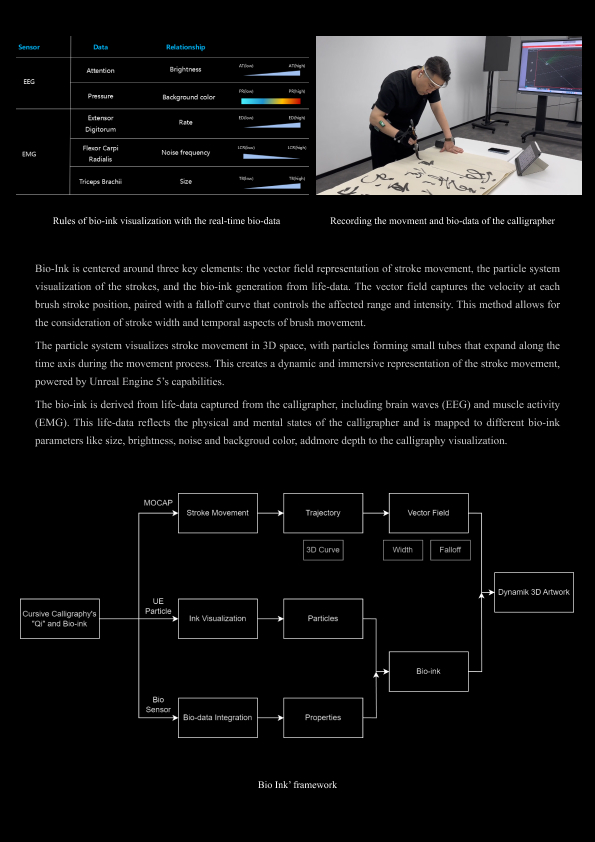 Sensor Data Relationship
EEG
Attention Brightness AT(low) AT(high)
Pressure Background color PR(low) PR(high)
EMG
Extensor
Digitorum Rate ED(low) ED(high)
Flexor Carpi
Radialis Noise frequency LCR(low) LCR(high)
Triceps Brachii Size TR(low) TR(high)
Rules of bio-ink visualization with the real-time bio-data
Recording the movment and bio-data of the calligrapher
Bio-Ink is centered around three key elements: the vector field representation of stroke movement, the particle system
visualization of the strokes, and the bio-ink generation from life-data. The vector field captures the velocity at each
brush stroke position, paired with a falloff curve that controls the affected range and intensity. This method allows for
the consideration of stroke width and temporal aspects of brush movement.
The particle system visualizes stroke movement in 3D space, with particles forming small tubes that expand along the
time axis during the movement process. This creates a dynamic and immersive representation of the stroke movement,
powered by Unreal Engine 5's capabilities.
The bio-ink is derived from life-data captured from the calligrapher, including brain waves (EEG) and muscle activity
(EMG). This life-data reflects the physical and mental states of the calligrapher and is mapped to different bio-ink
parameters like size, brightness, noise and backgroud color, addmore depth to the calligraphy visualization.
MOCAP
Stroke Movement
Trajectory
Vector Field
3D Curve
Width
Falloff
Dynamik 3D Artwork
Cursive Calligraphy's
"Qi" and Bio-ink
UE
Particle
Ink Visualization
Particles
Bio-ink
Bio
Sensor
Bio-data Integration
Properties
Bio Ink' framework